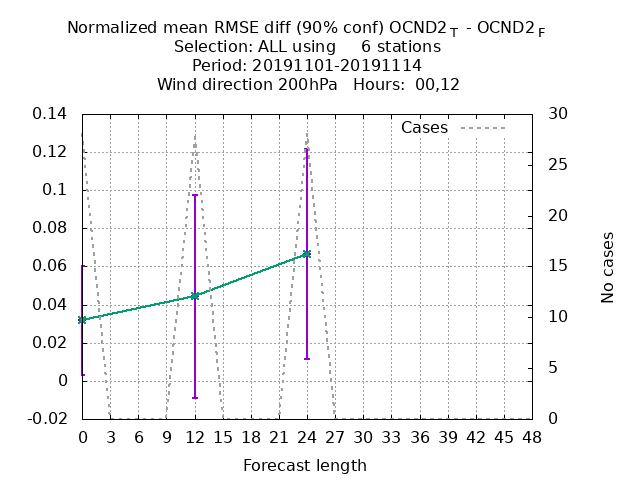 Normalized mean RMSE diff (90% conf) OCND2 T - OCND2 F
Selection: ALL using 6 stations
Period: 20191101-20191114
Wind direction 200hPa Hours: 00,12
Cases
0.14
0.12
0.1
0.08
0.06
0.04
0.02
0
-0.02
30
25
20
15
10
5
0
No cases
0 3 6 9 12 15 18 21 24 27 30 33 36 39 42 45 48
Forecast length